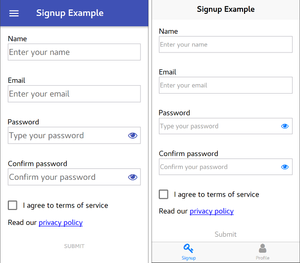 Signup Example
Name
Enter your name
Email
Enter your email
Password
Type your password
Confirm password
Confirm your password
I agree to terms of service
Read our privacy policy
SUBMIT
Signup Example
Name
Enter your name
Email
Enter your email
Password
Type your password
Confirm password
Confirm your password
I agree to terms of service
Read our privacy policy
Submit
Signup
Profile